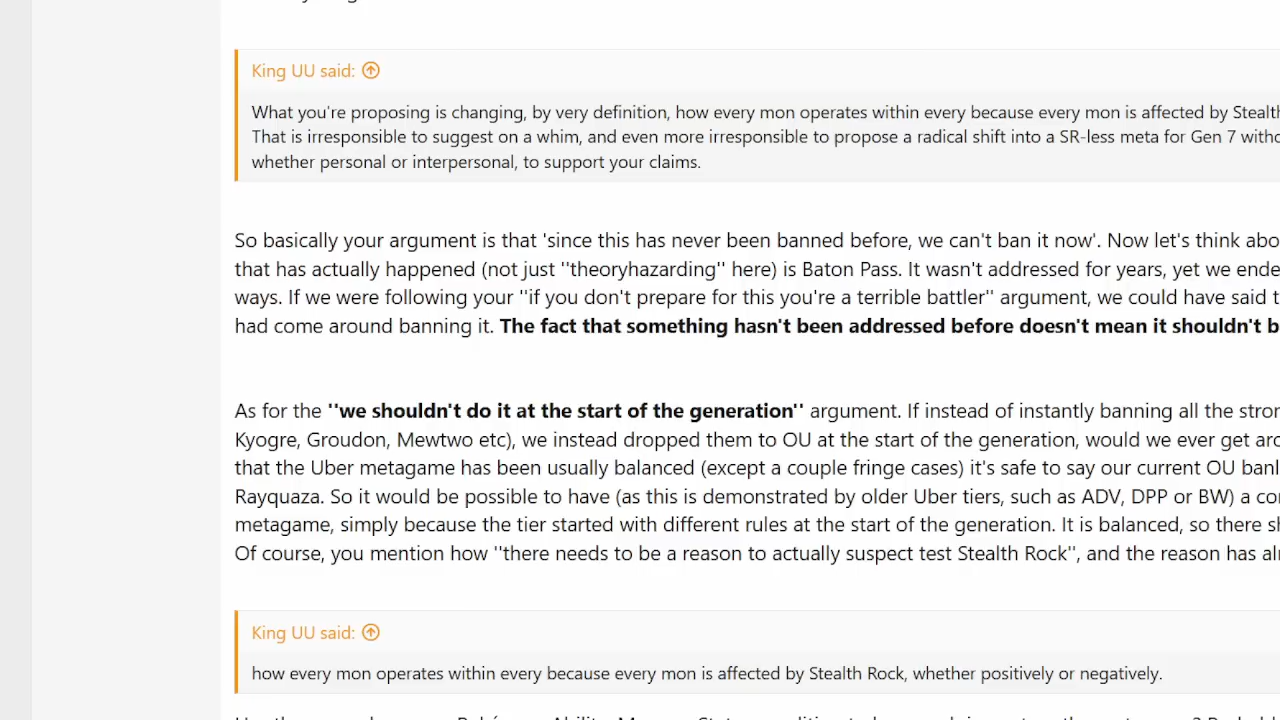 King UU said:
What you're proposing is changing, by very definition, how every mon operates within every because every mon is affected by Stealth
That is irresponsible to suggest on a whim, and even more irresponsible to propose a radical shift into a SR-less meta for Gen 7
whether personal or interpersonal, to support your claims.
So basically your argument is that 'since this has never been banned before, we can't ban it now'. Now let's think
that has actually happened (not just ''theoryhazarding'' here) is Baton Pass. It wasn't addressed for years, yet we
ways. If we were following your ''if you don't prepare for this you're a terrible battler'' argument, we could have said
had come around banning it. The fact that something hasn't been addressed before doesn't mean it shouldn't
As for the ''we shouldn't do it at the start of the generation'' argument. If instead of instantly banning all the
Kyogre, Groudon, Mewtwo etc), we instead dropped them to OU at the start of the generation, would we ever get
that the Uber metagame has been usually balanced (except a couple fringe cases) it's safe to say our current OU
Rayquaza. So it would be possible to have (as this is demonstrated by older Uber tiers, such as ADV, DPP or BW) a
metagame, simply because the tier started with different rules at the start of the generation. It is balanced, so there
Of course, you mention how ''there needs to be a reason to actually suspect test Stealth Rock'', and the reason has
King UU said:
how every mon operates within every because every mon is affected by Stealth Rock, whether positively or negatively.